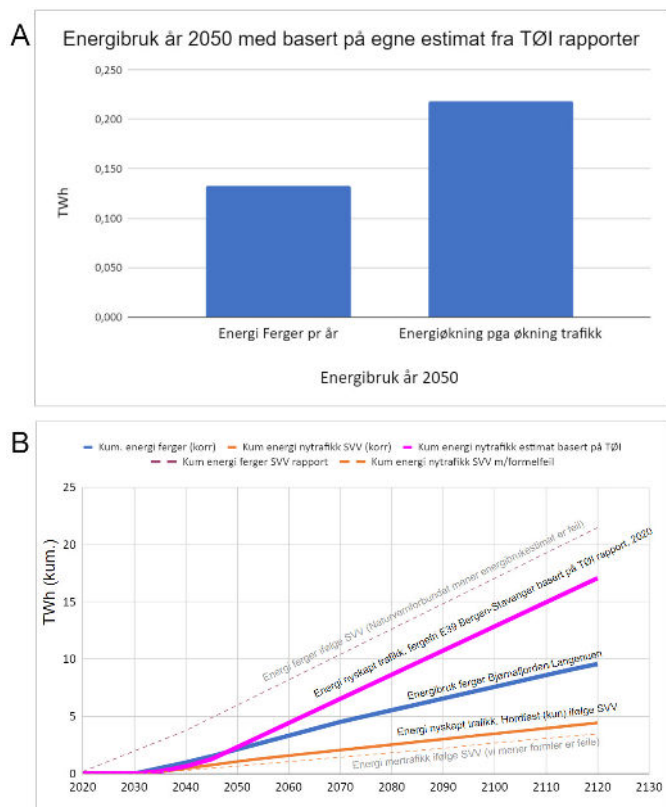 A
Energibruk år 2050 med basert på egne estimat fra TØI rapporter
0,250
0,200
0,150
0,100
0,050
0,000
TWh
Energi Ferger pr år
Energiøkning pga økning trafikk
Energibruk år 2050
B
Kum. energi ferger (korr)
Kum energi nytrafikk SVV (korr)
Kum energi nytrafikk estimat basert på TØI
Kum energi ferger SVV rapport
Kum energi nytrafikk SVV m/formelfeil
25
20
15
10
5
0
TWh (kum.)
Energi ferger ifølge SVV (Naturvernforbundet mener energibrukestimat er feil)
Energi nyskapt trafikk, fergefri E39 Bergen-Stavanger basert på TØI rapport, 2020
Energibruk ferger Bjørnafjorden Langenuen
Energi nyskapt trafikk, Hordfast (kun) ifølge SVV
Energi mertrafikk ifølge SVV (vi mener formler er feile)
2020
2030
2040
2050
2060
2070
2080
2090
2100
2110
2120
2130